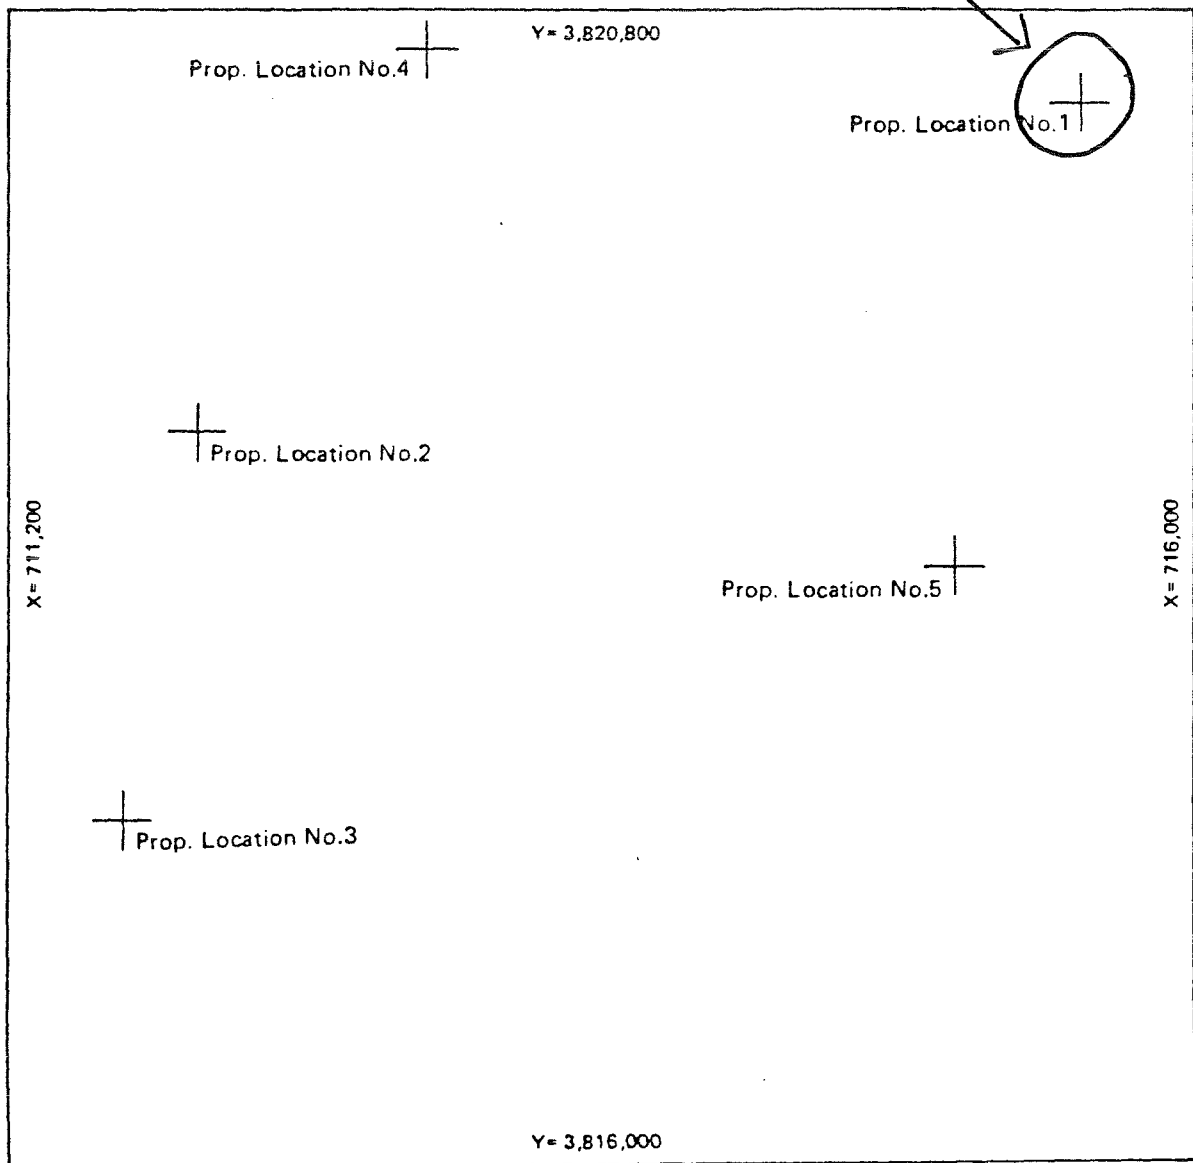 Y= 3,820,800
Prop. Location No.4
Prop. Location No.1
Prop. Location No.2
X= 711,200
X= 716,000
Prop. Location No.5
Prop. Location No.3
Y= 3,816,000